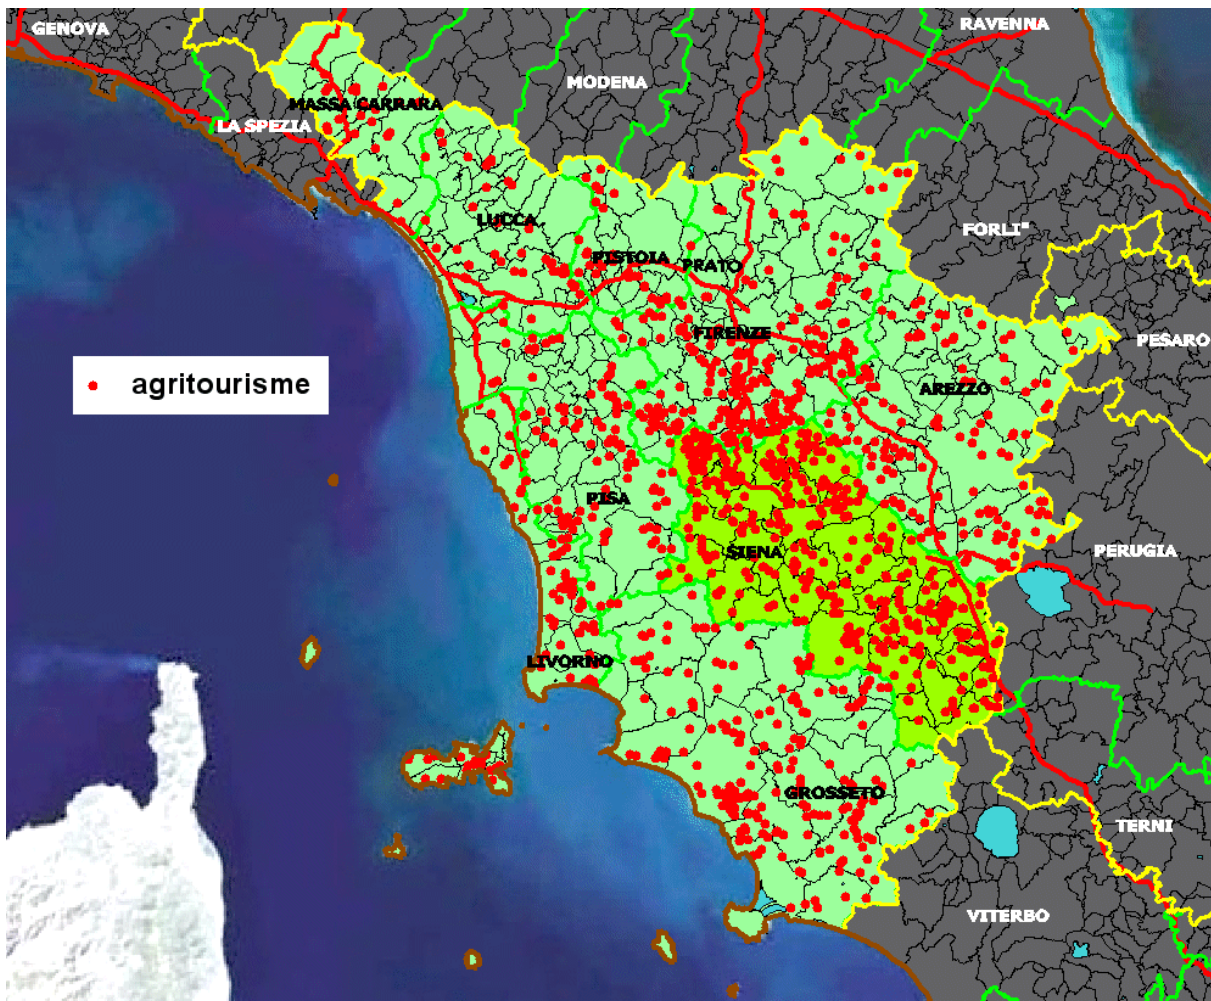 GENOVA
RAVENNA
MODENA
MASSA CARRARA
LA SPEZIA
LUCCA
FORLI"
PISTOIA
PRATO
FIRENZE
PESARO
agritourisme
AREZZO
PISA
SIENA
PERUGIA
LIVORNO
GROSSETO
TERNI
VITERBO